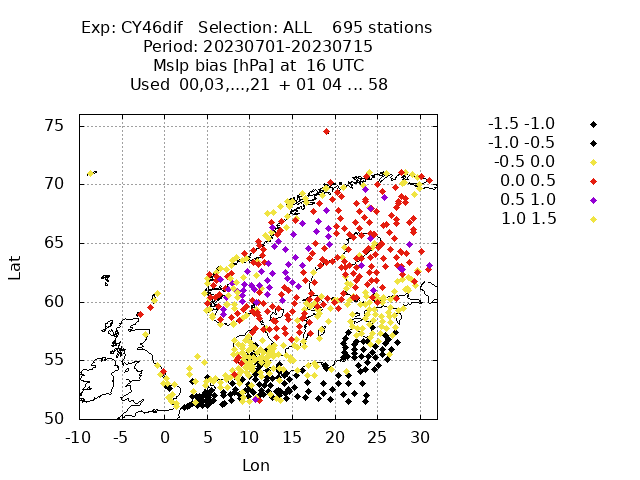 Exp: CY46dif   Selection: ALL    695 stations
Period: 20230701-20230715
Mslp bias [hPa] at  16 UTC
Used  00,03,...,21  + 01 04 ... 58
-1.5 -1.0
-1.0 -0.5
-0.5 0.0
0.0 0.5
0.5 1.0
1.0 1.5
75
70
65
60
55
50
Lat
-10 -5 0 5 10 15 20 25 30
Lon